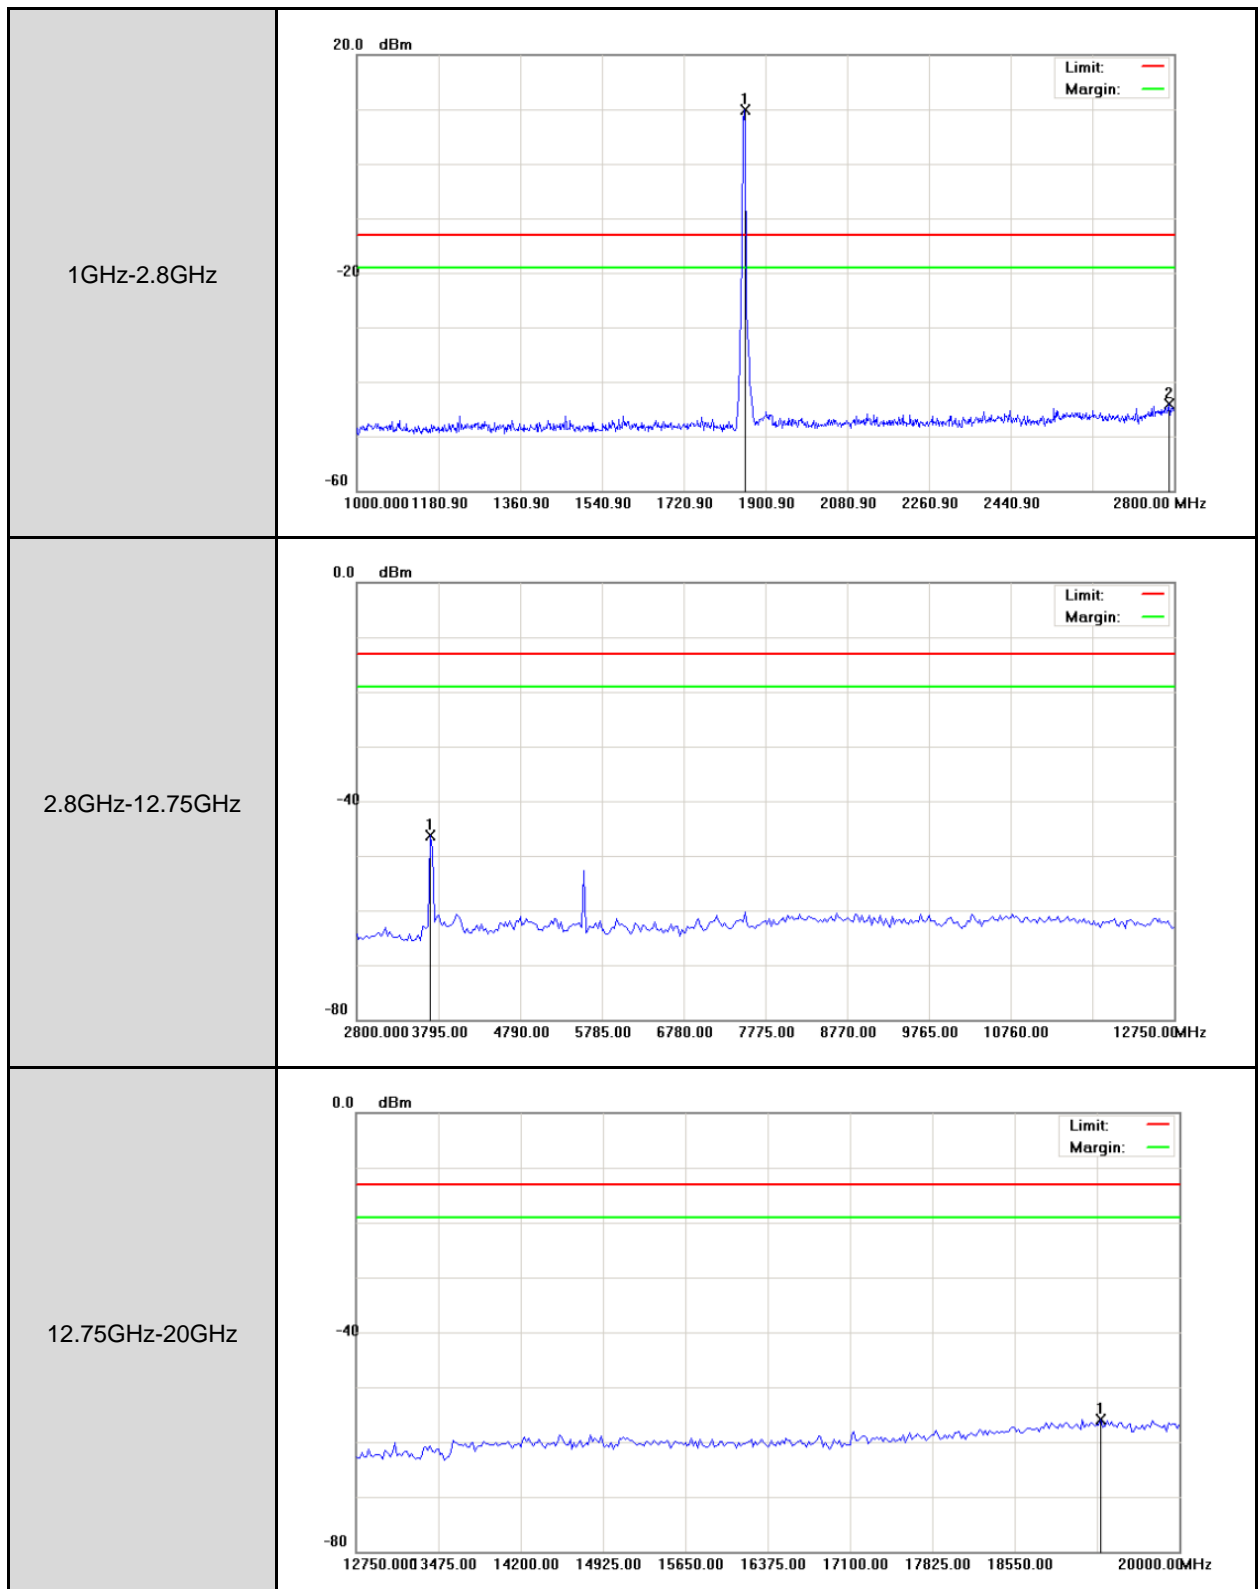 1GHz-2.8GHz
20.0 dBm
Limit:
Margin:
1
2
-20
-60
1000.000 1180.90 1360.90 1540.90 1720.90 1900.90 2080.90 2260.90 2440.90 2800.00 MHz
2.8GHz-12.75GHz
0.0 dBm
Limit:
Margin:
-40
1
-80
2800.000 3795.00 4790.00 5785.00 6780.00 7775.00 8770.00 9765.00 10760.00 12750.00 MHz
12.75GHz-20GHz
0.0 dBm
Limit:
Margin:
-40
1
-80
12750.000 13475.00 14200.00 14925.00 15650.00 16375.00 17100.00 17825.00 18550.00 20000.00 MHz